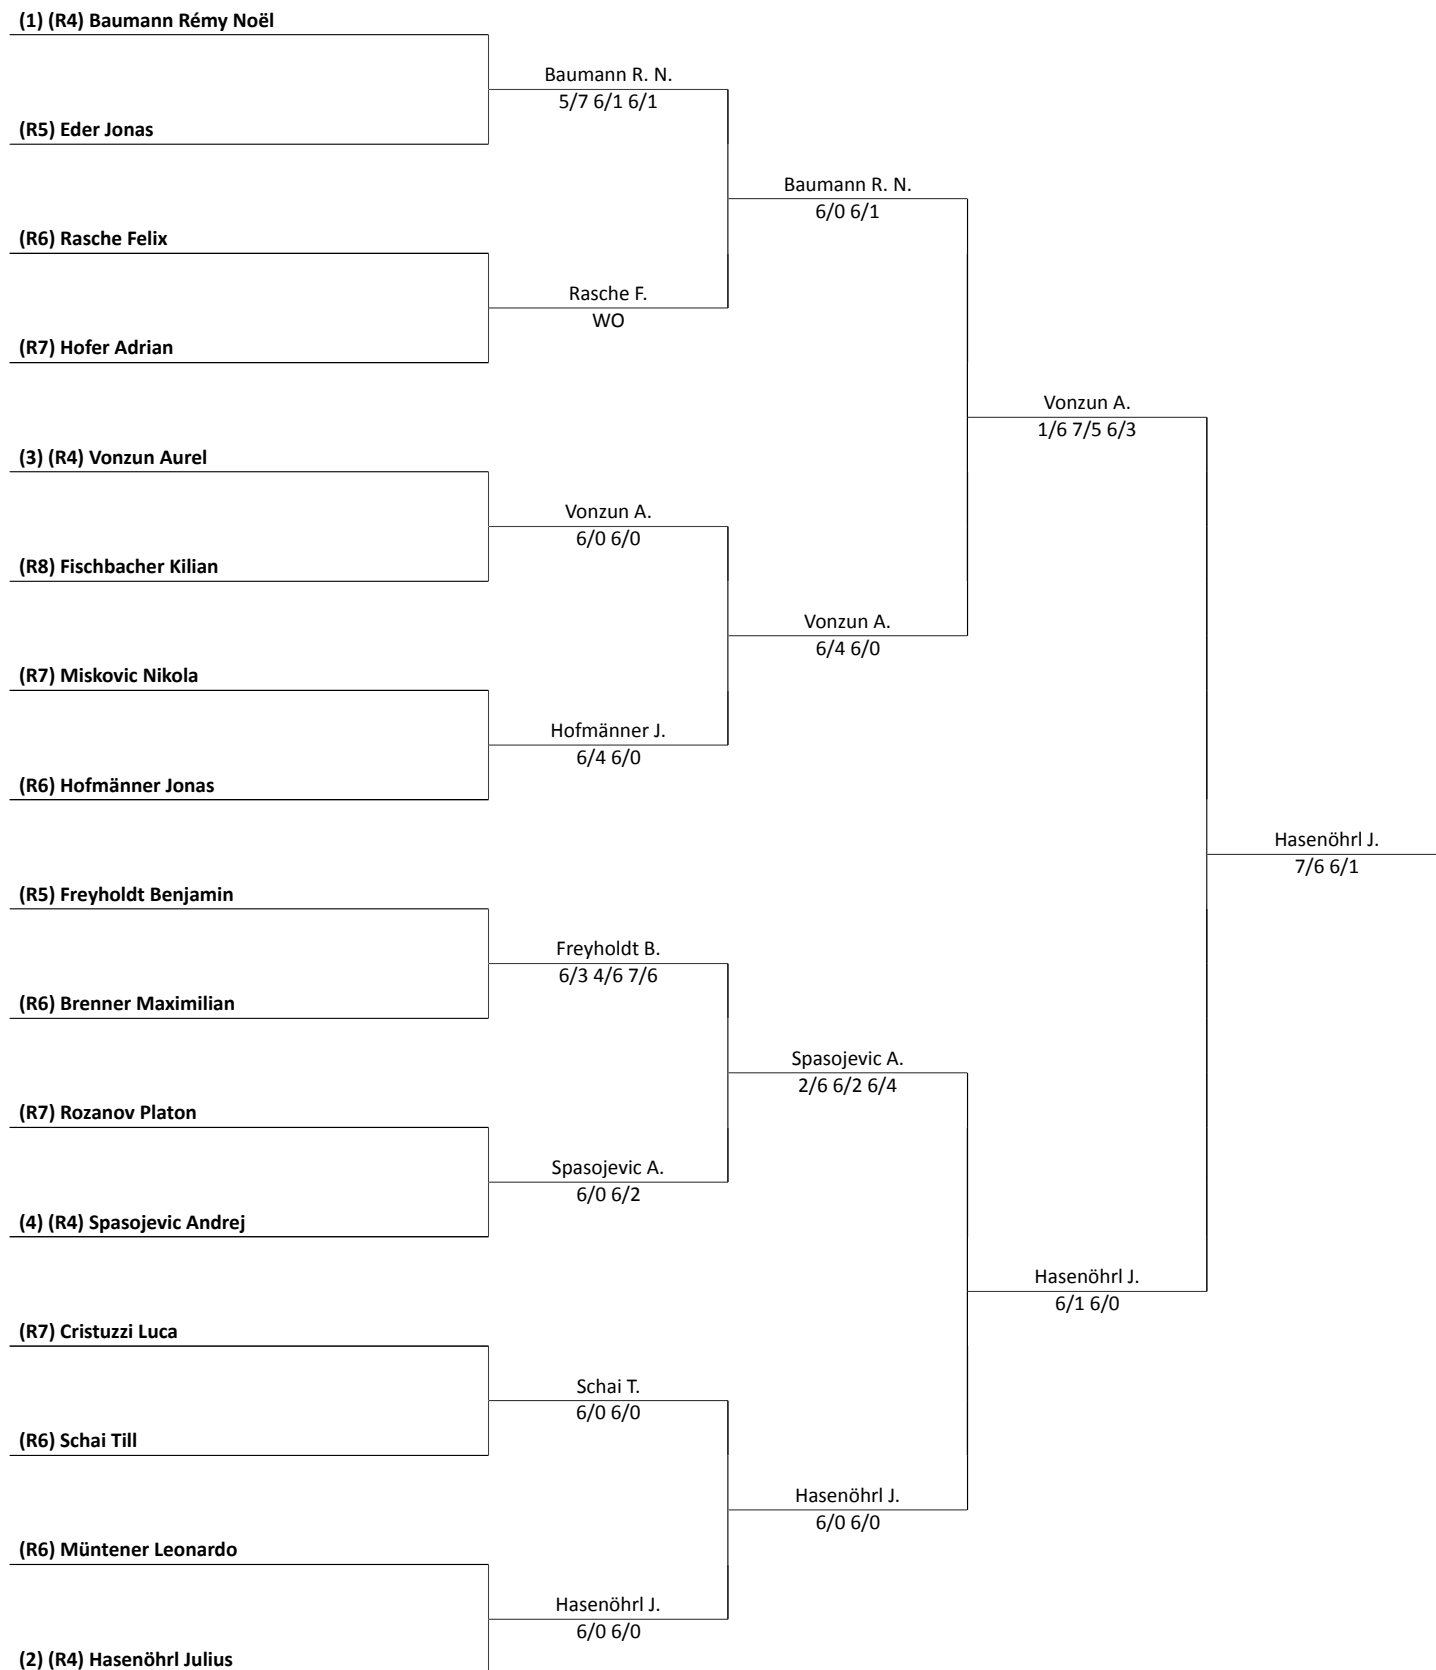 (1) (R4) Baumann Rémy Noël
Baumann R. N.
5/7 6/1 6/1
(R5) Eder Jonas
Baumann R. N.
6/0 6/1
(R6) Rasche Felix
Rasche F.
WO
(R7) Hofer Adrian
Vonzun A.
1/6 7/5 6/3
(3) (R4) Vonzun Aurel
Vonzun A.
6/0 6/0
(R8) Fischbacher Kilian
Vonzun A.
6/4 6/0
(R7) Miskovic Nikola
Hofmänner J.
6/4 6/0
(R6) Hofmänner Jonas
Hasenöhrl J.
7/6 6/1
(R5) Freyholdt Benjamin
Freyholdt B.
6/3 4/6 7/6
(R6) Brenner Maximilian
Spasojevic A.
2/6 6/2 6/4
(R7) Rozanov Platon
Spasojevic A.
6/0 6/2
(4) (R4) Spasojevic Andrej
Hasenöhrl J.
6/1 6/0
(R7) Cristuzzi Luca
Schai T.
6/0 6/0
(R6) Schai Till
Hasenöhrl J.
6/0 6/0
(R6) Müntener Leonardo
Hasenöhrl J.
6/0 6/0
(2) (R4) Hasenöhrl Julius